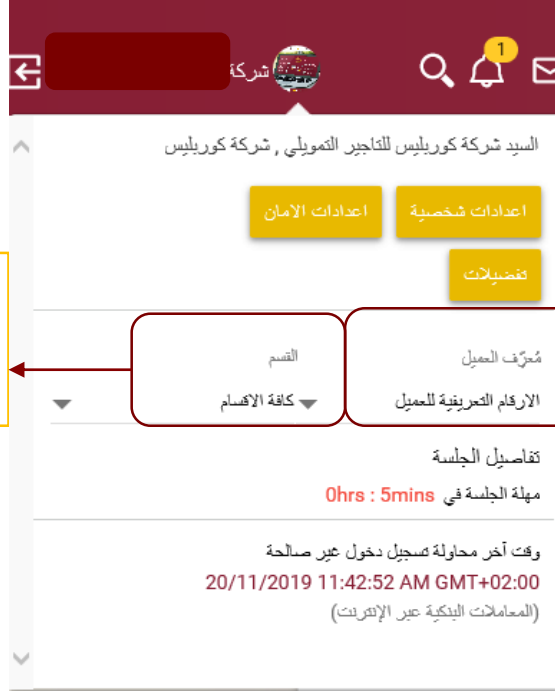 1
شركة
السيد شركة كوربليس للتاجير التمويلي , شركة كوربليس
اعدادات شخصية
اعدادات الامان
تفضيلات
مُعرّف العميل
القسم
الارقام التعريفية للعميل
كافة الاقسام
تفاصيل الجلسة
مهلة الجلسة في 0hrs : 5mins
وقت آخر محاولة تسجيل دخول غير صالحة
20/11/2019 11:42:52 AM GMT+02:00
(المعاملات البنكية عبر الإنترنت)